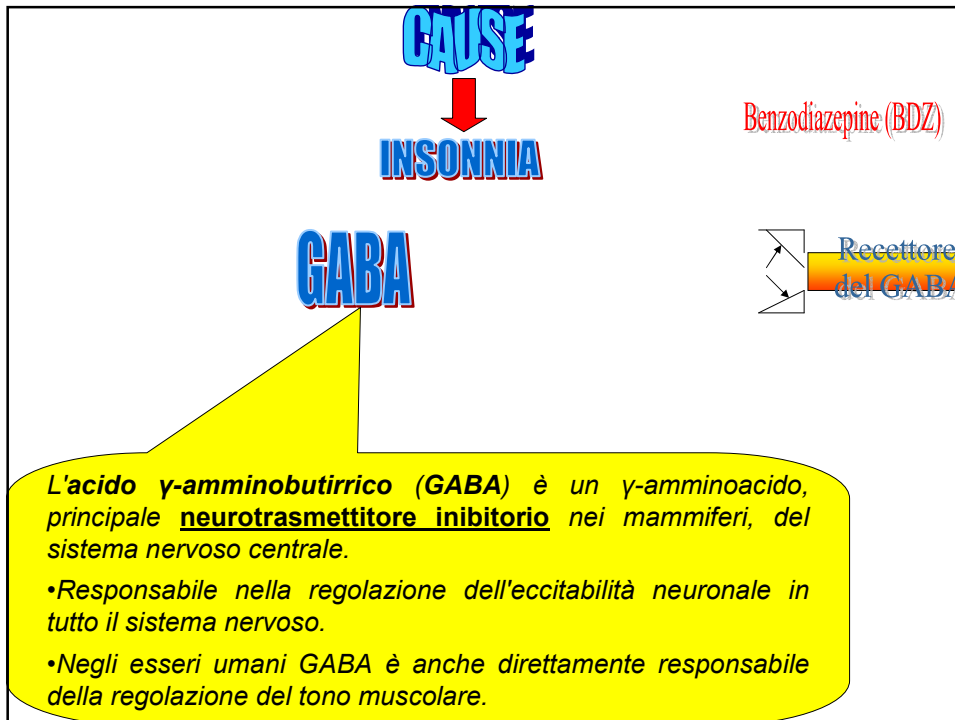 CAUSE
Benzodiazepine (BDZ)
INSONNIA
GABA
Recettore
del GABA
L'acido γ-amminobutirrico (GABA) è un γ-amminoacido,
principale neurotrasmettitore inibitorio nei mammiferi, del
sistema nervoso centrale.
•Responsabile nella regolazione dell'eccitabilità neuronale in
tutto il sistema nervoso.
•Negli esseri umani GABA è anche direttamente responsabile
della regolazione del tono muscolare.